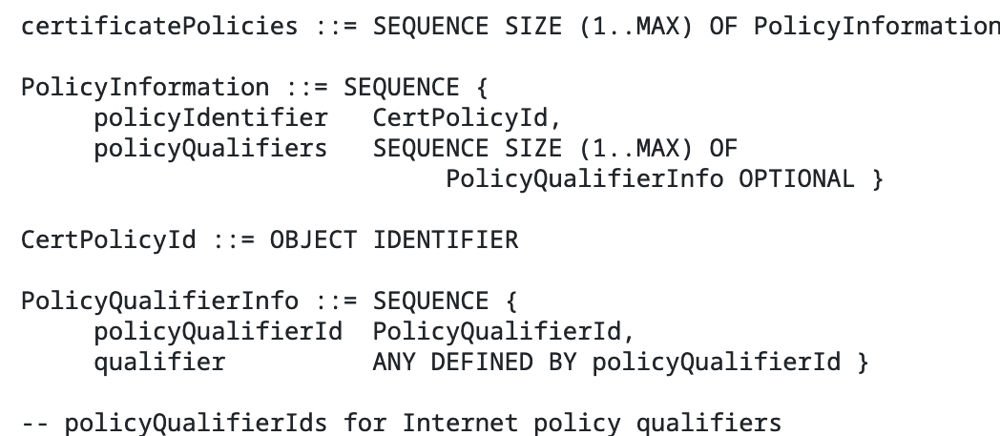 certificatePolicies ::= SEQUENCE SIZE (1..MAX) OF PolicyInformation
PolicyInformation ::= SEQUENCE {
policyIdentifier CertPolicyId,
policyQualifiers SEQUENCE SIZE (1..MAX) OF
PolicyQualifierInfo OPTIONAL }
CertPolicyId ::= OBJECT IDENTIFIER
PolicyQualifierInfo ::= SEQUENCE {
policyQualifierId PolicyQualifierId,
qualifier ANY DEFINED BY policyQualifierId }
-- policyQualifierIds for Internet policy qualifiers